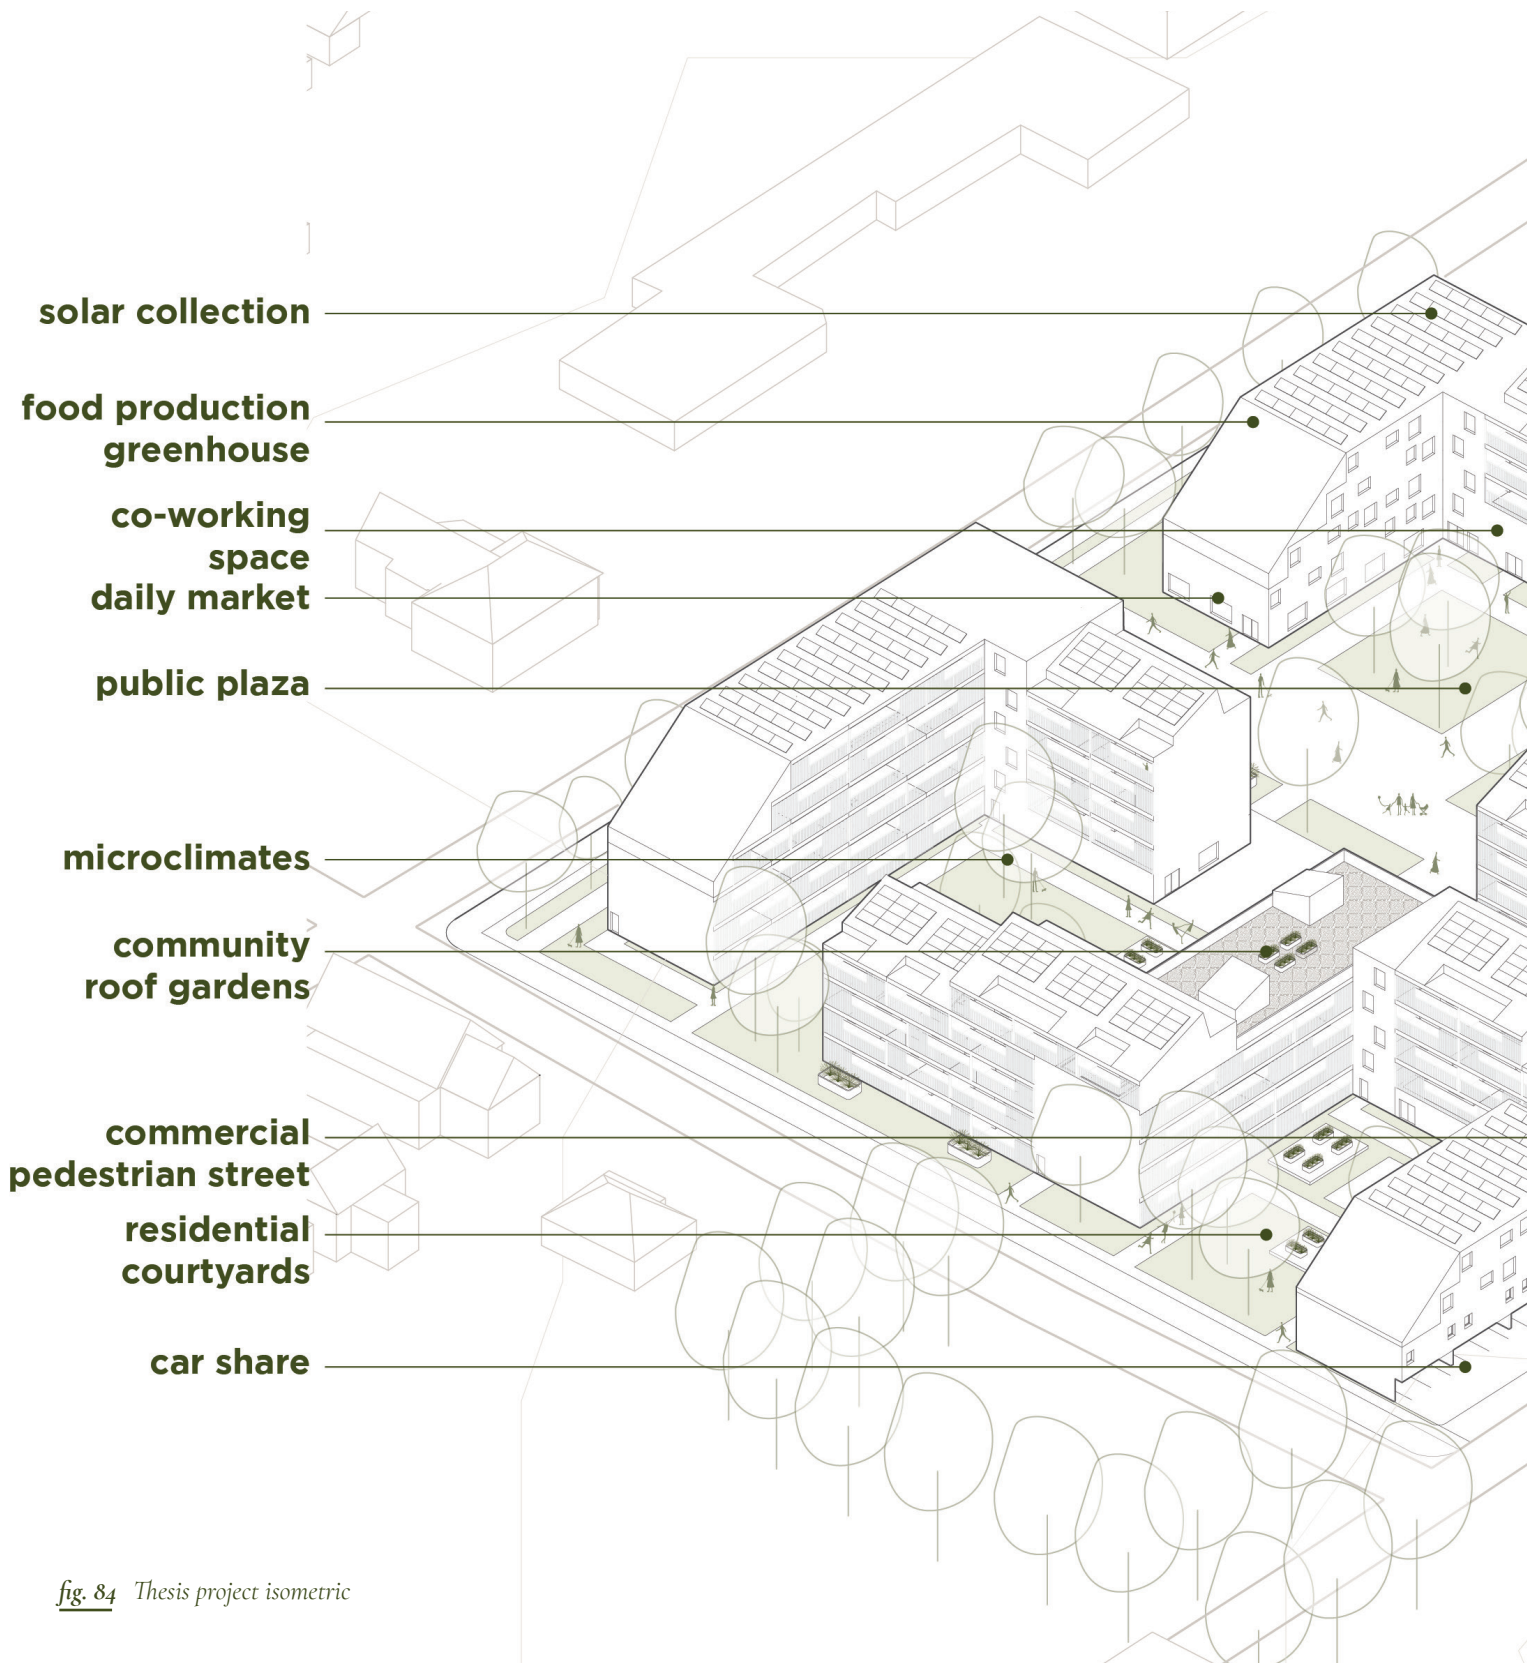 solar collection
food production
greenhouse
co-working
space
daily market
public plaza
microclimates
community
roof gardens
commercial
pedestrian street
residential
courtyards
car share
fig. 84 Thesis project isometric